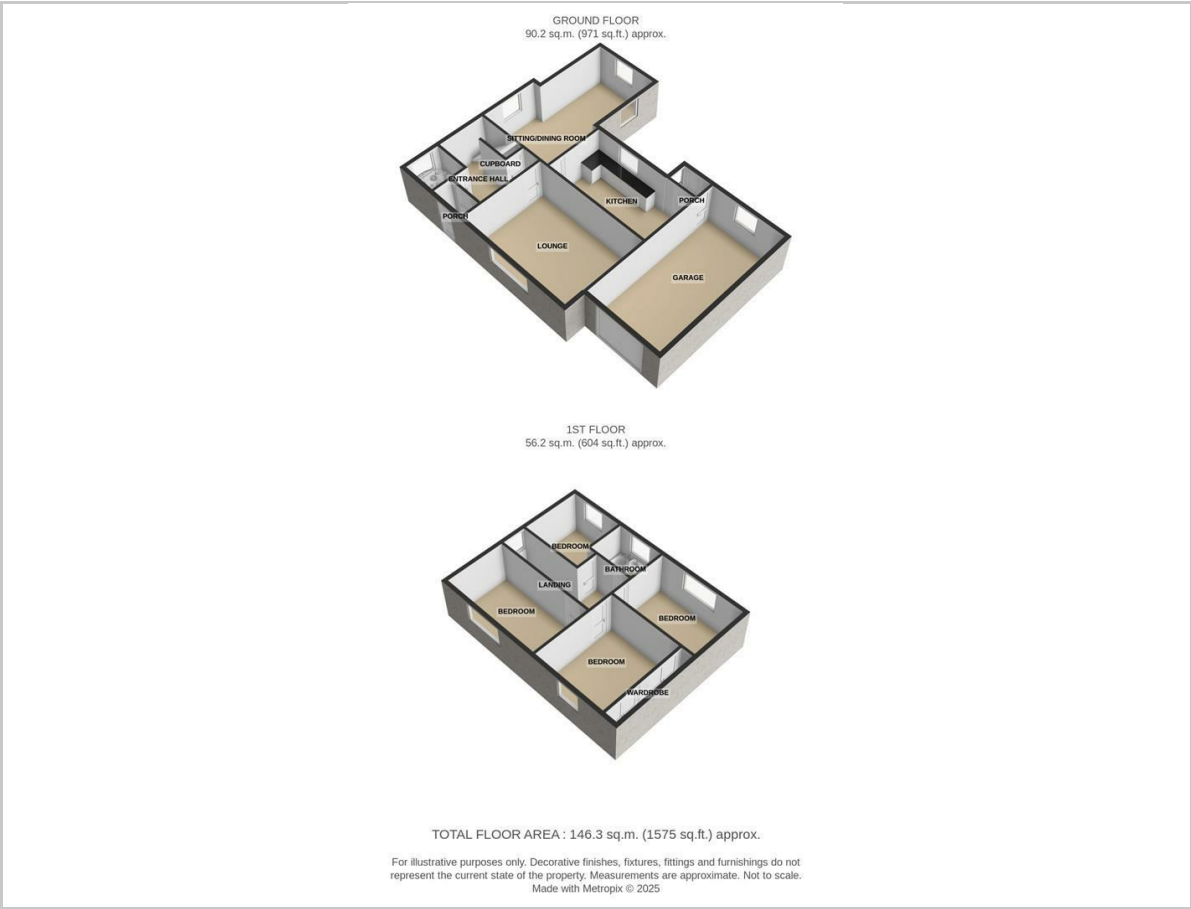 GROUND FLOOR
90.2 sq.m. (971 sq.ft.) approx.
SITTING/DINING ROOM
CUPBOARD
ENTRANCE HALL
KITCHEN
PORCH
PORCH
LOUNGE
GARAGE
1ST FLOOR
56.2 sq.m. (604 sq.ft.) approx.
BEDROOM
BATHROOM
LANDING
BEDROOM
BEDROOM
BEDROOM
WARDROBE
TOTAL FLOOR AREA : 146.3 sq.m. (1575 sq.ft.) approx.
For illustrative purposes only. Decorative finishes, fixtures, fittings and furnishings do not
represent the current state of the property. Measurements are approximate. Not to scale.
Made with Metropix © 2025